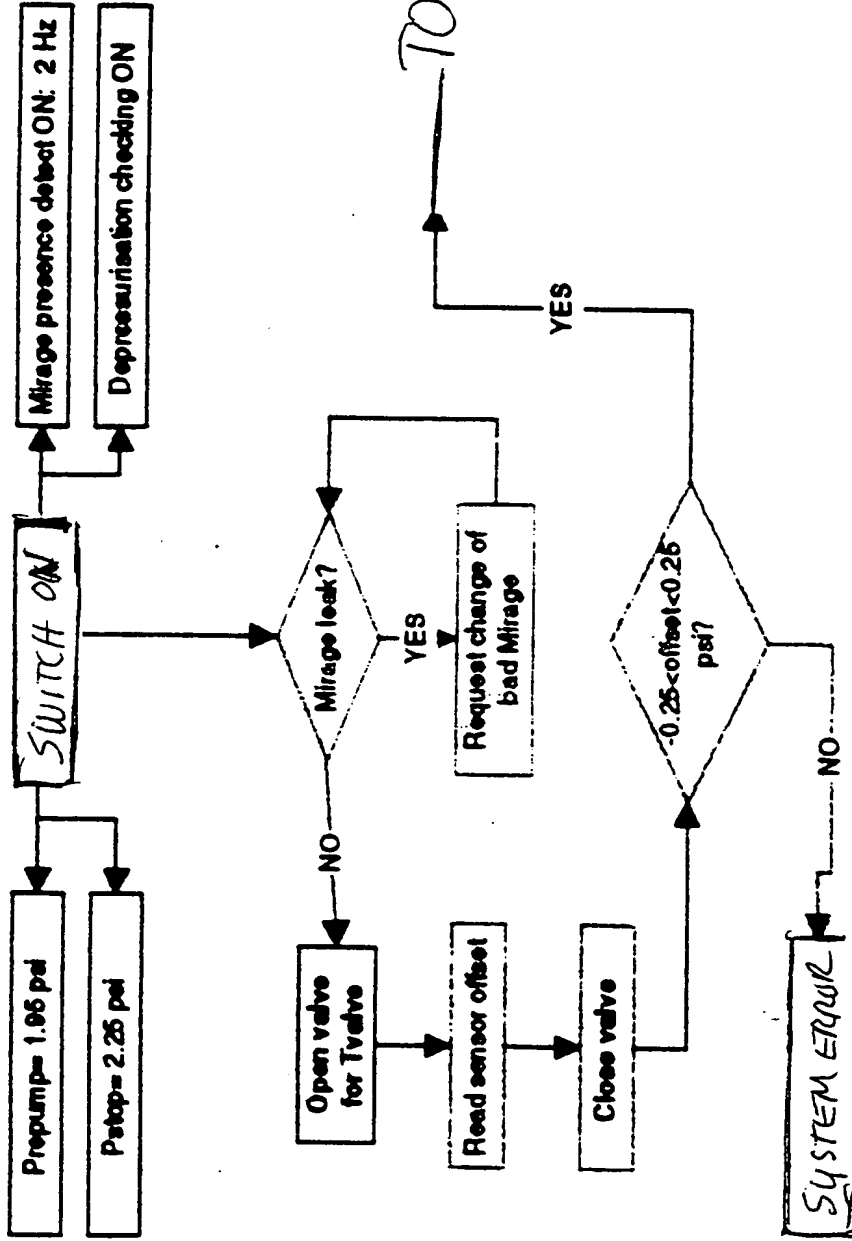 SWITCH ON
Prepump= 1.95 psi
Pstop= 2.25 psi
Mirage presence detect ON: 2 Hz
Depressurisation checking ON
Mirage leak?
YES
Request change of
bad Mirage
NO
Open valve
for Tvalve
Read sensor offset
Close valve
-0.25<offset<0.25
psi?
YES
TO
NO
SYSTEM ERROR